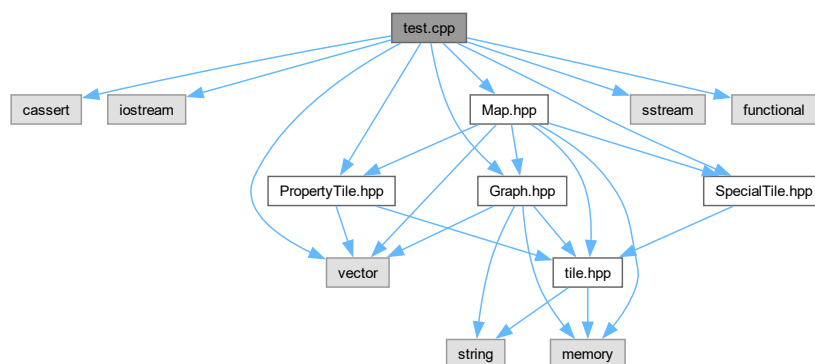 test.cpp
cassert
iostream
Map.hpp
sstream
functional
PropertyTile.hpp
Graph.hpp
SpecialTile.hpp
vector
tile.hpp
string
memory